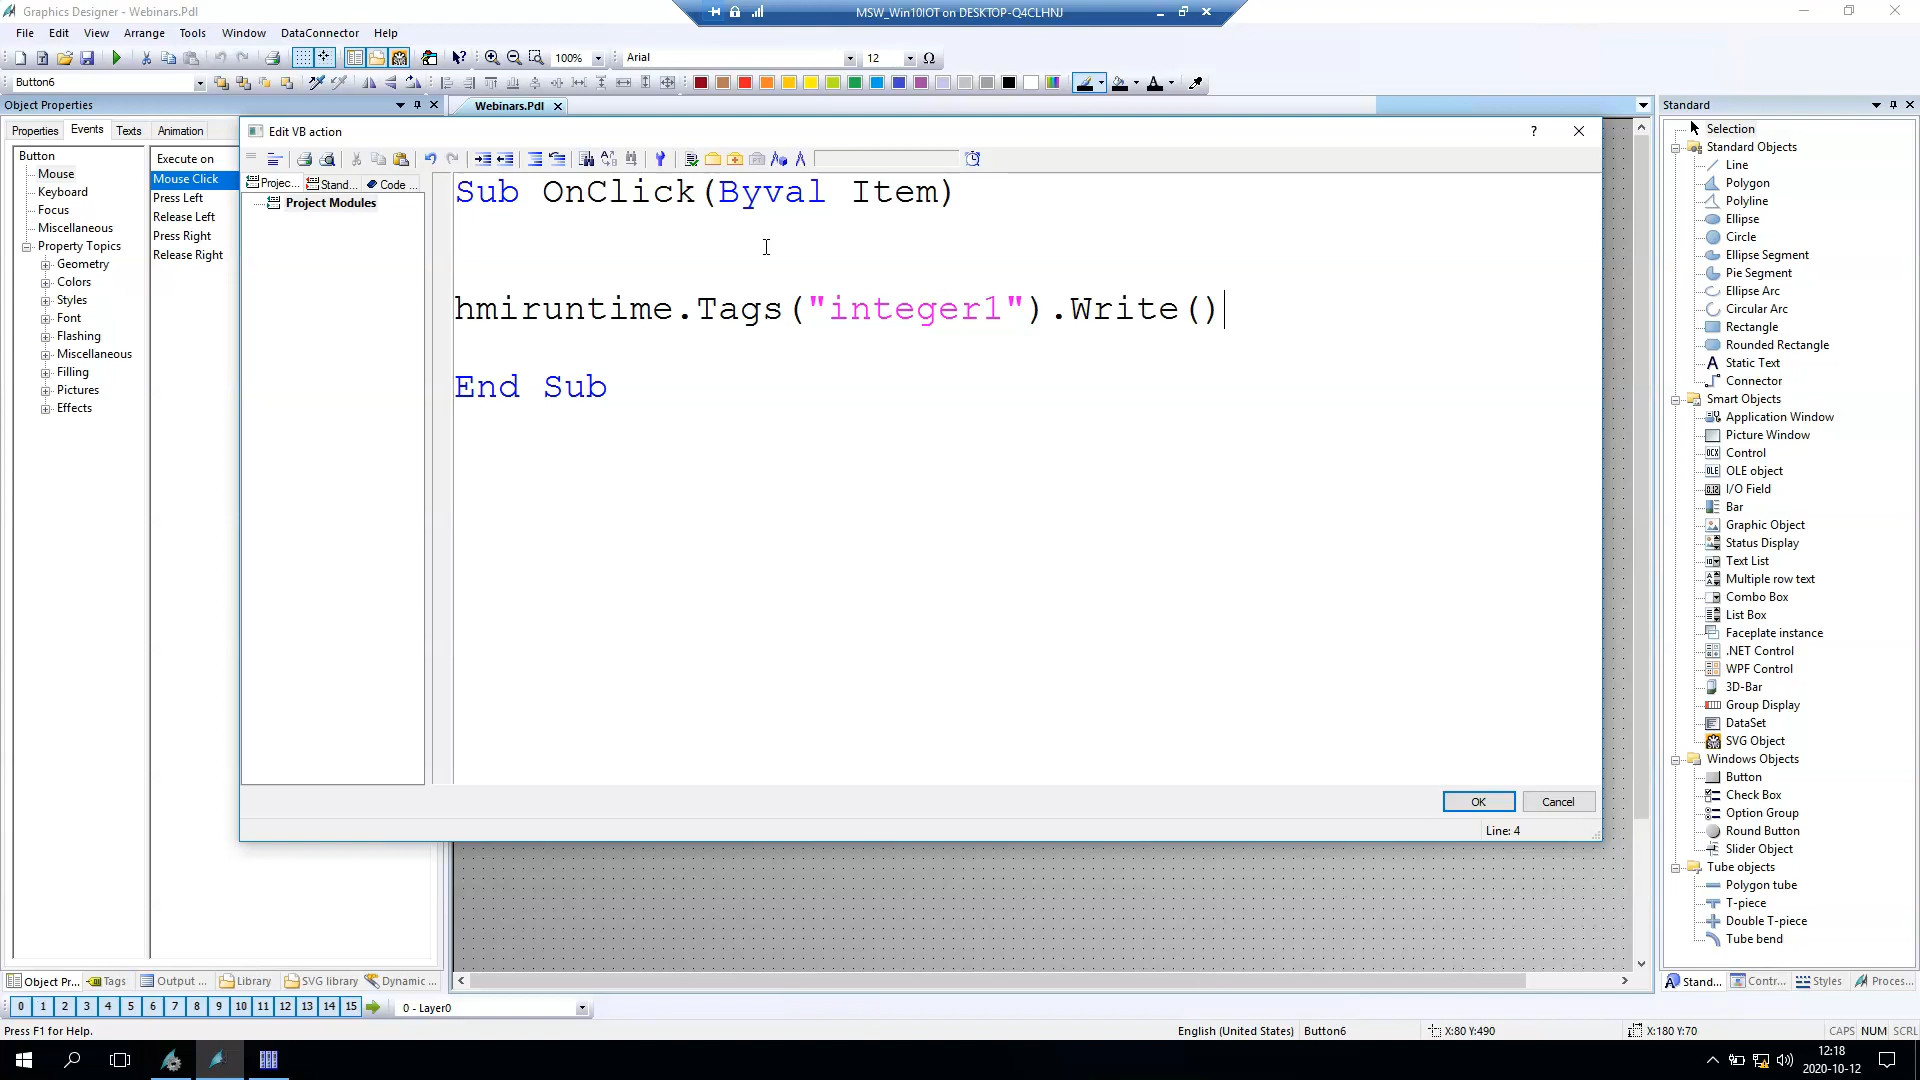 Graphics Designer - Webinars.Pdl
MSW_Win10IOT on DESKTOP-Q4CLHNJ
File Edit View Arrange Tools Window DataConnector Help
100% Arial 12 Ω
Button6
Object Properties
Webinars.Pdl
Standard
Properties Events Texts Animation
Button
Mouse
Keyboard
Focus
Miscellaneous
Property Topics
Geometry
Colors
Styles
Font
Flashing
Miscellaneous
Filling
Pictures
Effects
Execute on
Mouse Click
Press Left
Release Left
Press Right
Release Right
Edit VB action
Projec... Stand... Code ...
Project Modules
Sub OnClick(Byval Item)
hmiruntime.Tags("integer1").Write()
End Sub
OK Cancel
Line: 4
Selection
Standard Objects
Line
Polygon
Polyline
Ellipse
Circle
Ellipse Segment
Pie Segment
Ellipse Arc
Circular Arc
Rectangle
Rounded Rectangle
Static Text
Connector
Smart Objects
Application Window
Picture Window
Control
OLE object
I/O Field
Bar
Graphic Object
Status Display
Text List
Multiple row text
Combo Box
List Box
Faceplate instance
.NET Control
WPF Control
3D-Bar
Group Display
DataSet
SVG Object
Windows Objects
Button
Check Box
Option Group
Round Button
Slider Object
Tube objects
Polygon tube
T-piece
Double T-piece
Tube bend
Object Pr... Tags Output ... Library SVG library Dynamic ...
Stand... Contr... Styles Proces...
0 1 2 3 4 5 6 7 8 9 10 11 12 13 14 15 0 - Layer0
Press F1 for Help.
English (United States) Button6 X:80 Y:490 X:180 Y:70 CAPS NUM SCRL
12:18
2020-10-12